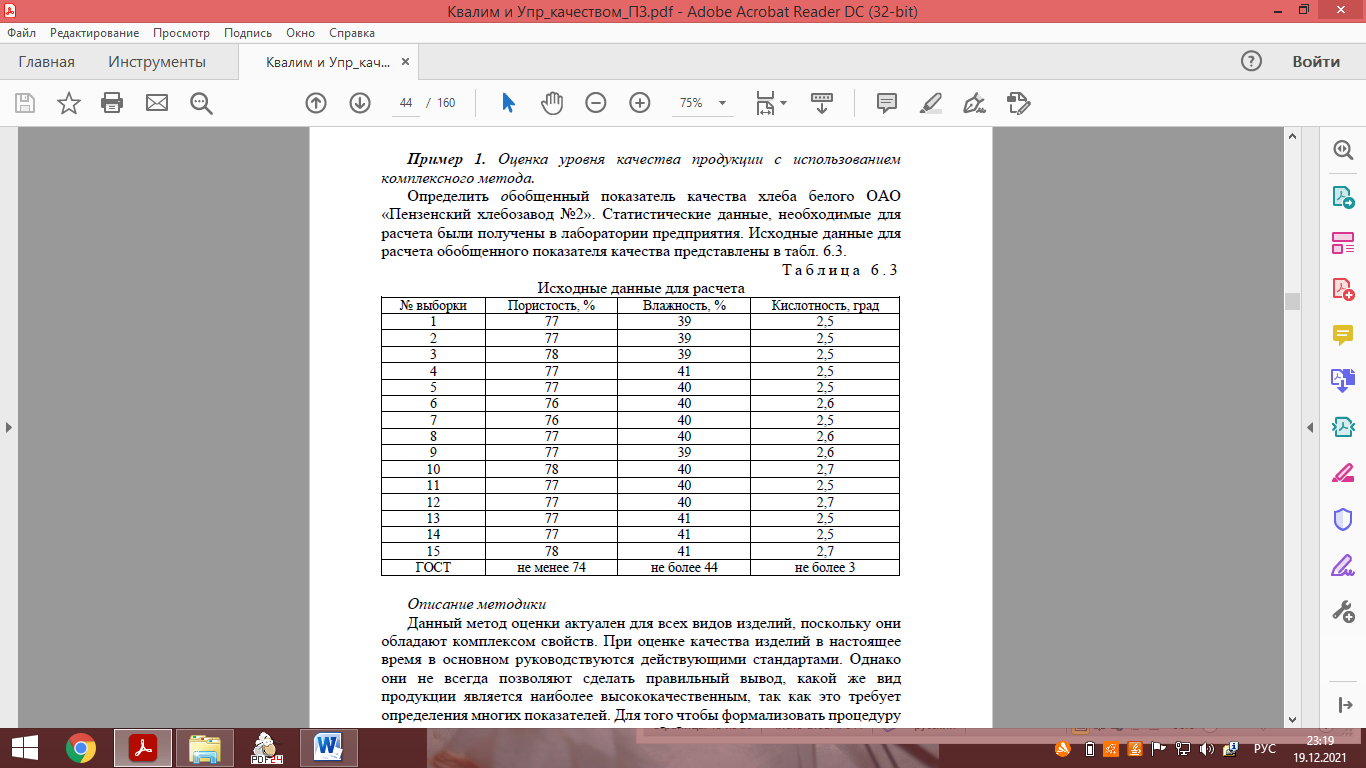 Квалим и Упр_качеством_ПЗ.pdf - Adobe Acrobat Reader DC (32-bit)
Файл Редактирование Просмотр Подпись Окно Справка
Главная Инструменты Квалим и Упр_кач... × Войти
44 / 160 75%
Пример 1. Оценка уровня качества продукции с использованием
комплексного метода.
Определить обобщенный показатель качества хлеба белого ОАО
«Пензенский хлебозавод №2». Статистические данные, необходимые для
расчета были получены в лаборатории предприятия. Исходные данные для
расчета обобщенного показателя качества представлены в табл. 6.3.
Таблица 6.3
Исходные данные для расчета
№ выборки Пористость, % Влажность, % Кислотность, град
1 77 39 2,5
2 77 39 2,5
3 78 39 2,5
4 77 41 2,5
5 77 40 2,5
6 76 40 2,6
7 76 40 2,5
8 77 40 2,6
9 77 39 2,6
10 78 40 2,7
11 77 40 2,5
12 77 40 2,7
13 77 41 2,5
14 77 41 2,5
15 78 41 2,7
ГОСТ не менее 74 не более 44 не более 3
Описание методики
Данный метод оценки актуален для всех видов изделий, поскольку они
обладают комплексом свойств. При оценке качества изделий в настоящее
время в основном руководствуются действующими стандартами. Однако
они не всегда позволяют сделать правильный вывод, какой же вид
продукции является наиболее высококачественным, так как это требует
определения многих показателей. Для того чтобы формализовать процедуру
PDF24
РУС
23:19
19.12.2021